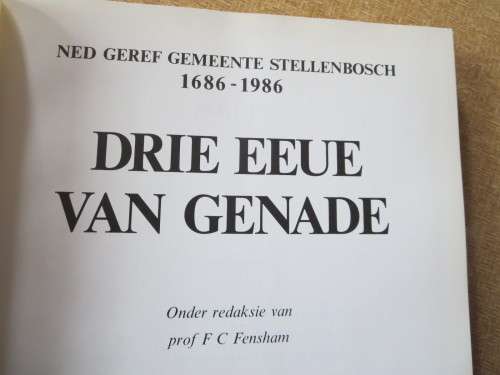 NED GEREF GEMEENTE STELLENBOSCH
1686-1986
DRIE EEUE
VAN GENADE
Onder redaksie van
prof F C Fensham